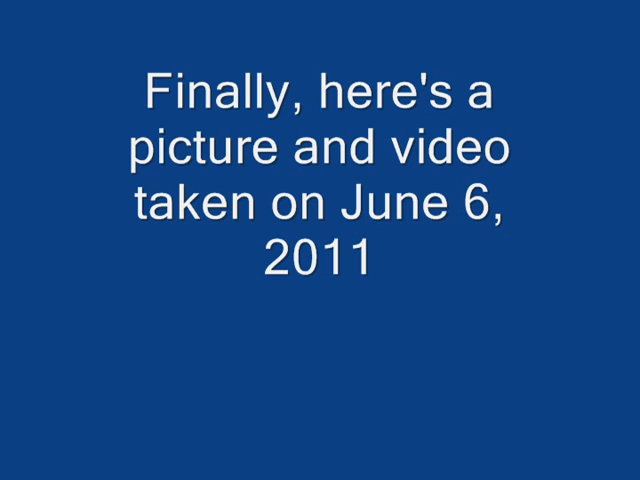 Finally, here's a
picture and video
taken on June 6,
2011